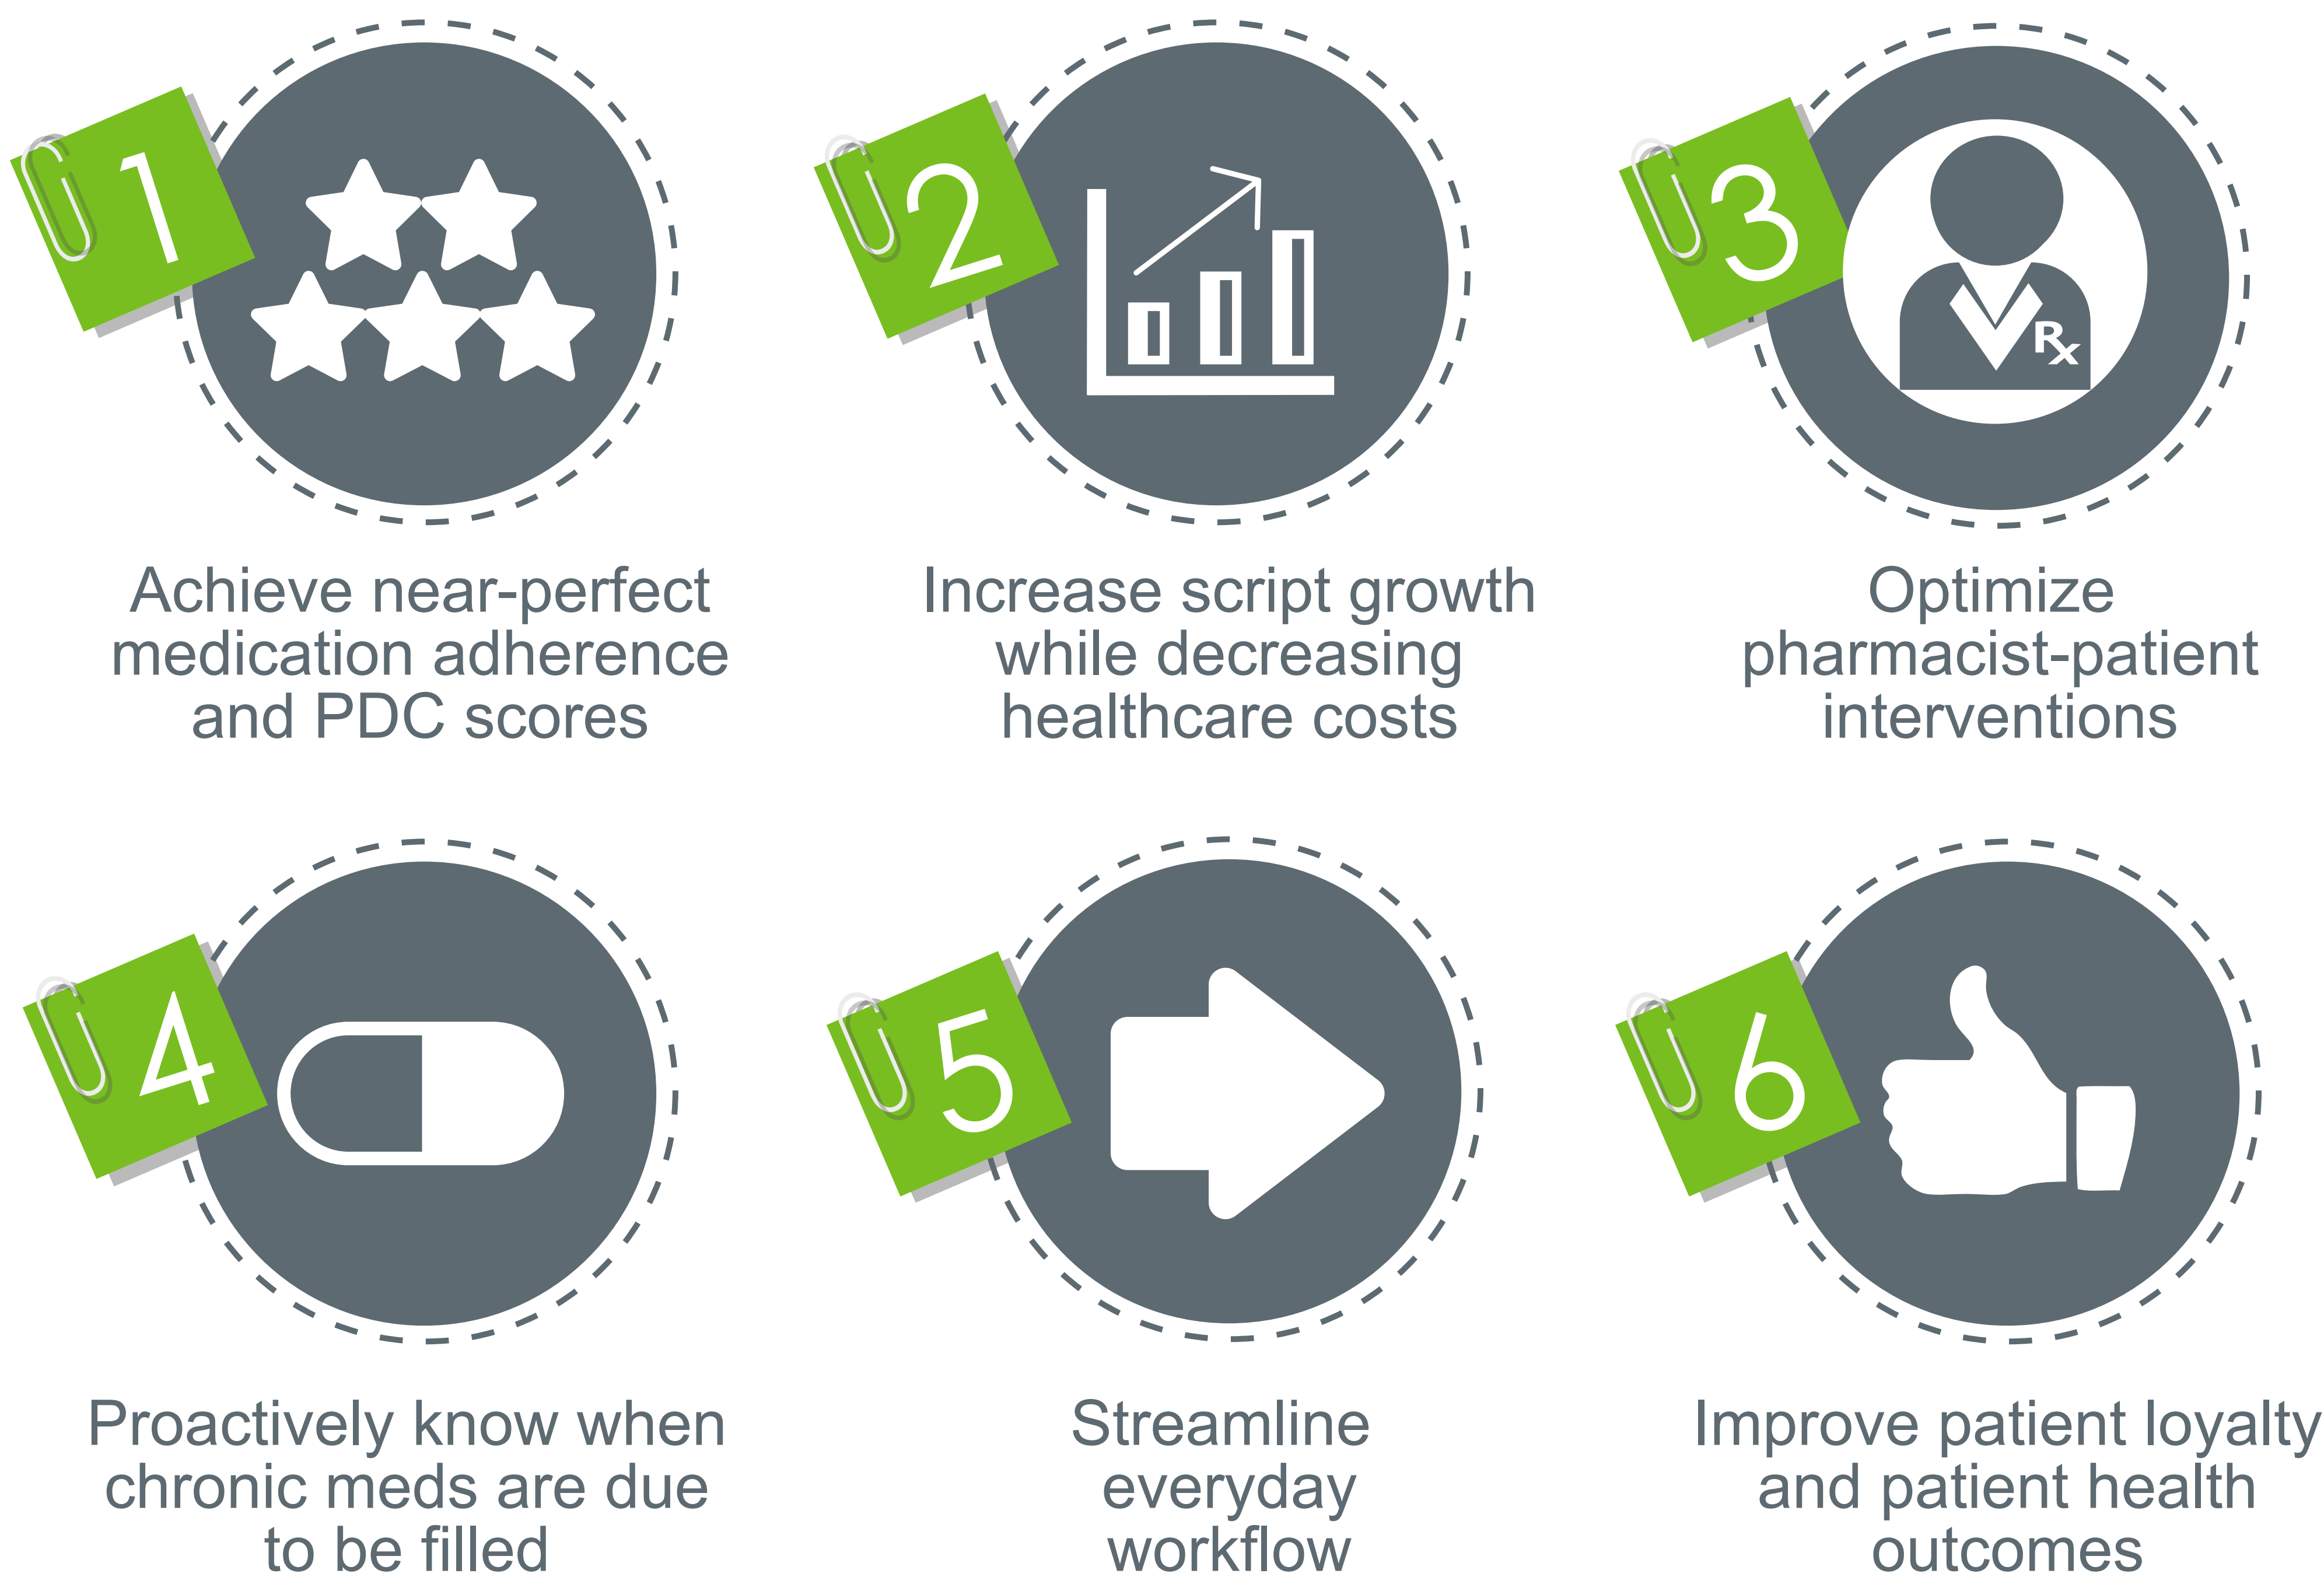 1
Achieve near-perfect
medication adherence
and PDC scores
2
Increase script growth
while decreasing
healthcare costs
3
Rx
Optimize
pharmacist-patient
interventions
4
Proactively know when
chronic meds are due
to be filled
5
Streamline
everyday
workflow
6
Improve patient loyalty
and patient health
outcomes